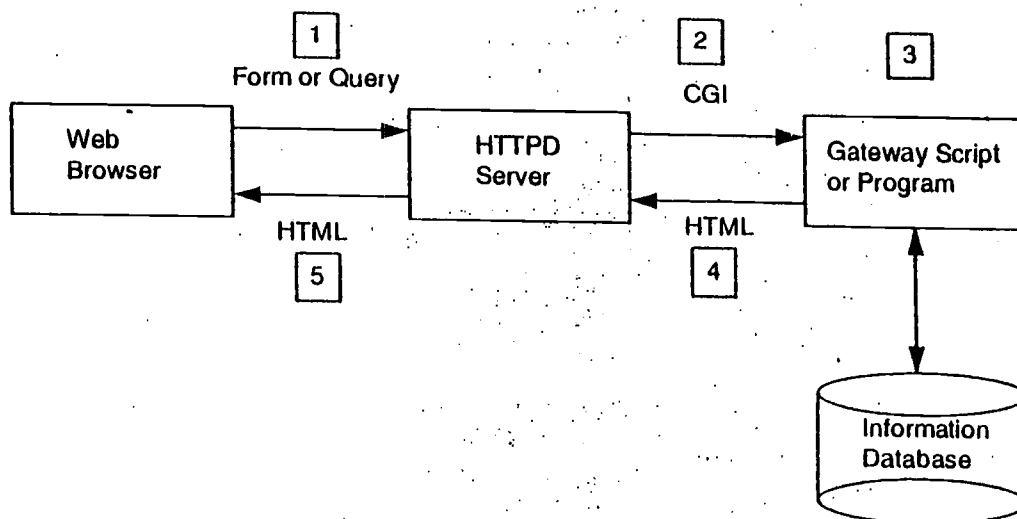 1
Form or Query
2
CGI
3
Web
Browser
HTTPD
Server
Gateway Script
or Program
HTML
5
HTML
4
Information
Database